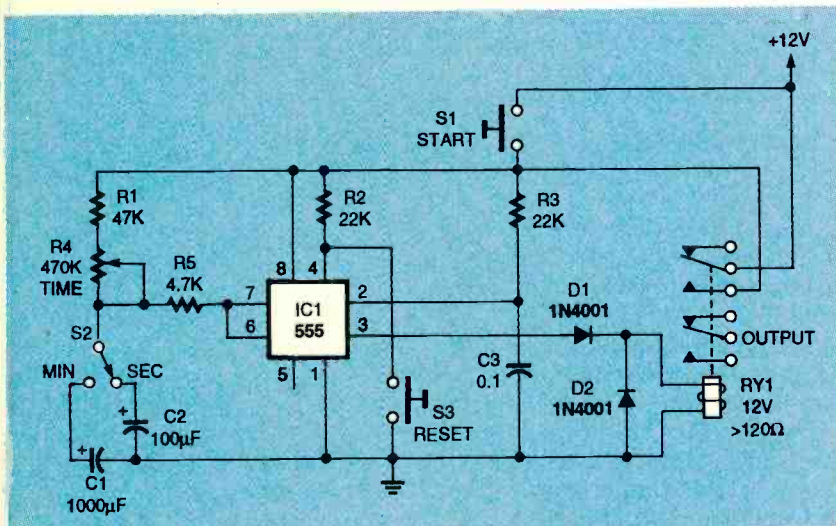 +12V
S1
START
R1
47K
R2
22K
R3
22K
R4
470K
TIME
R5
4.7K
8
4
7
2
IC1
555
6
3
D1
1N4001
S2
OUTPUT
MIN
SEC
5
1
C3
0.1
D2
1N4001
RY1
12V
>120Ω
S3
RESET
+
C2
100µF
+
C1
1000µF